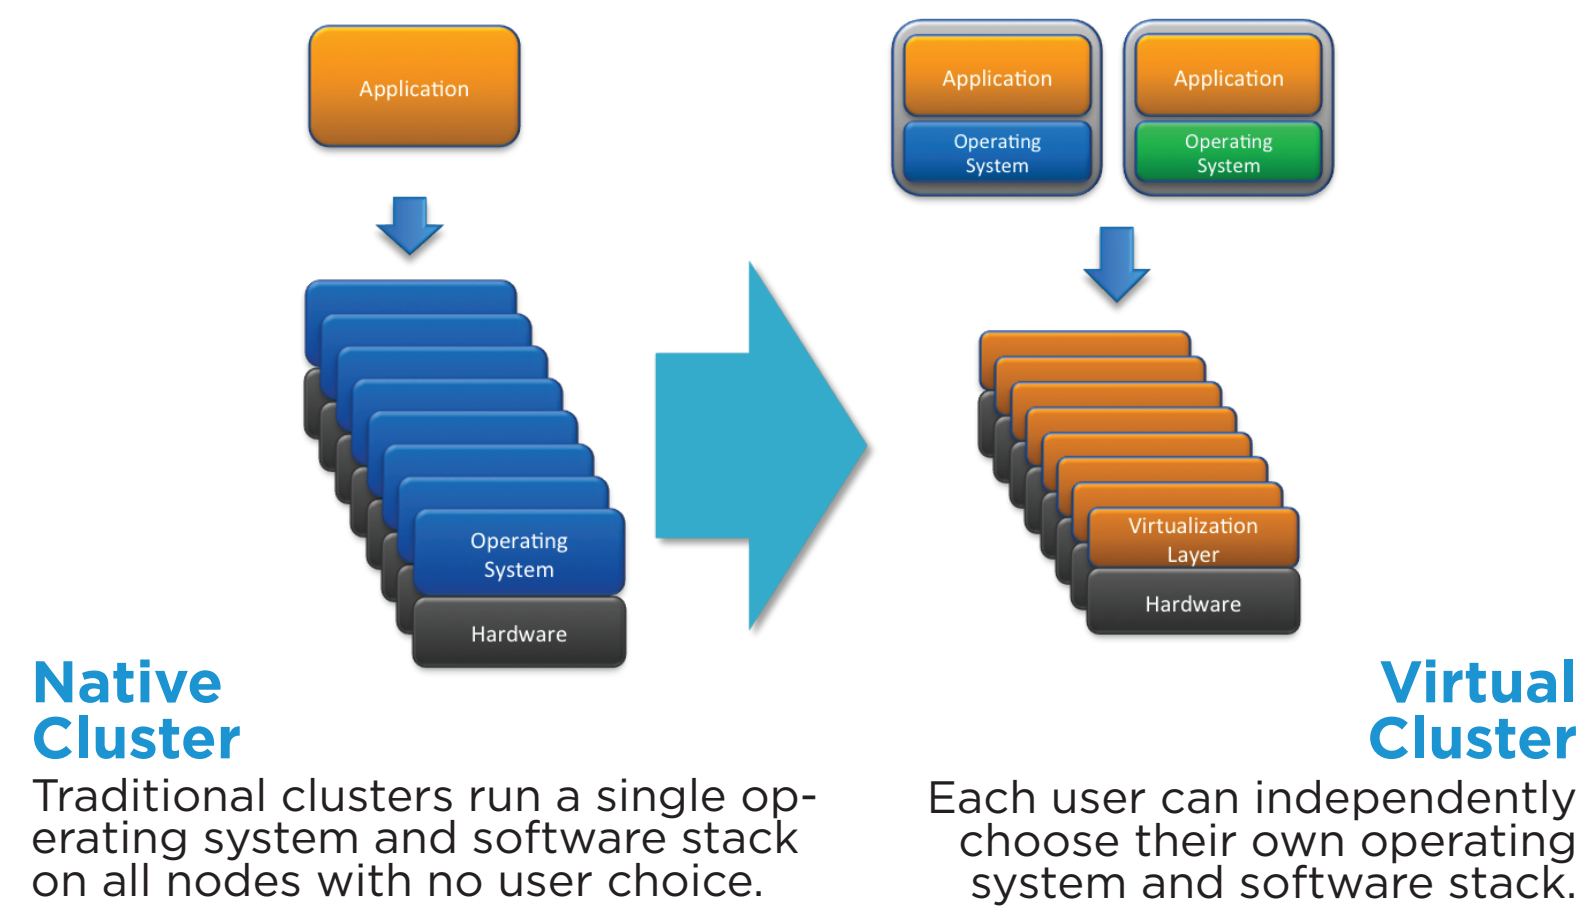 Application
Operating
System
Hardware
Native
Cluster
Traditional clusters run a single op-
erating system and software stack
on all nodes with no user choice.
Application
Operating
System
Application
Operating
System
Virtualization
Layer
Hardware
Virtual
Cluster
Each user can independently
choose their own operating
system and software stack.